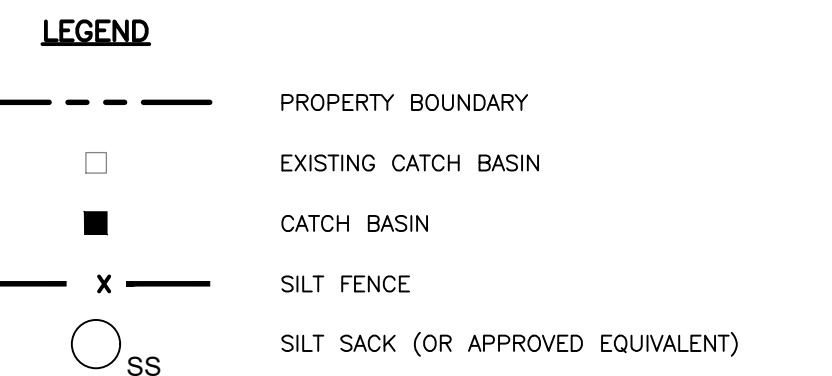 LEGEND
PROPERTY BOUNDARY
EXISTING CATCH BASIN
CATCH BASIN
X SILT FENCE
SS SILT SACK (OR APPROVED EQUIVALENT)